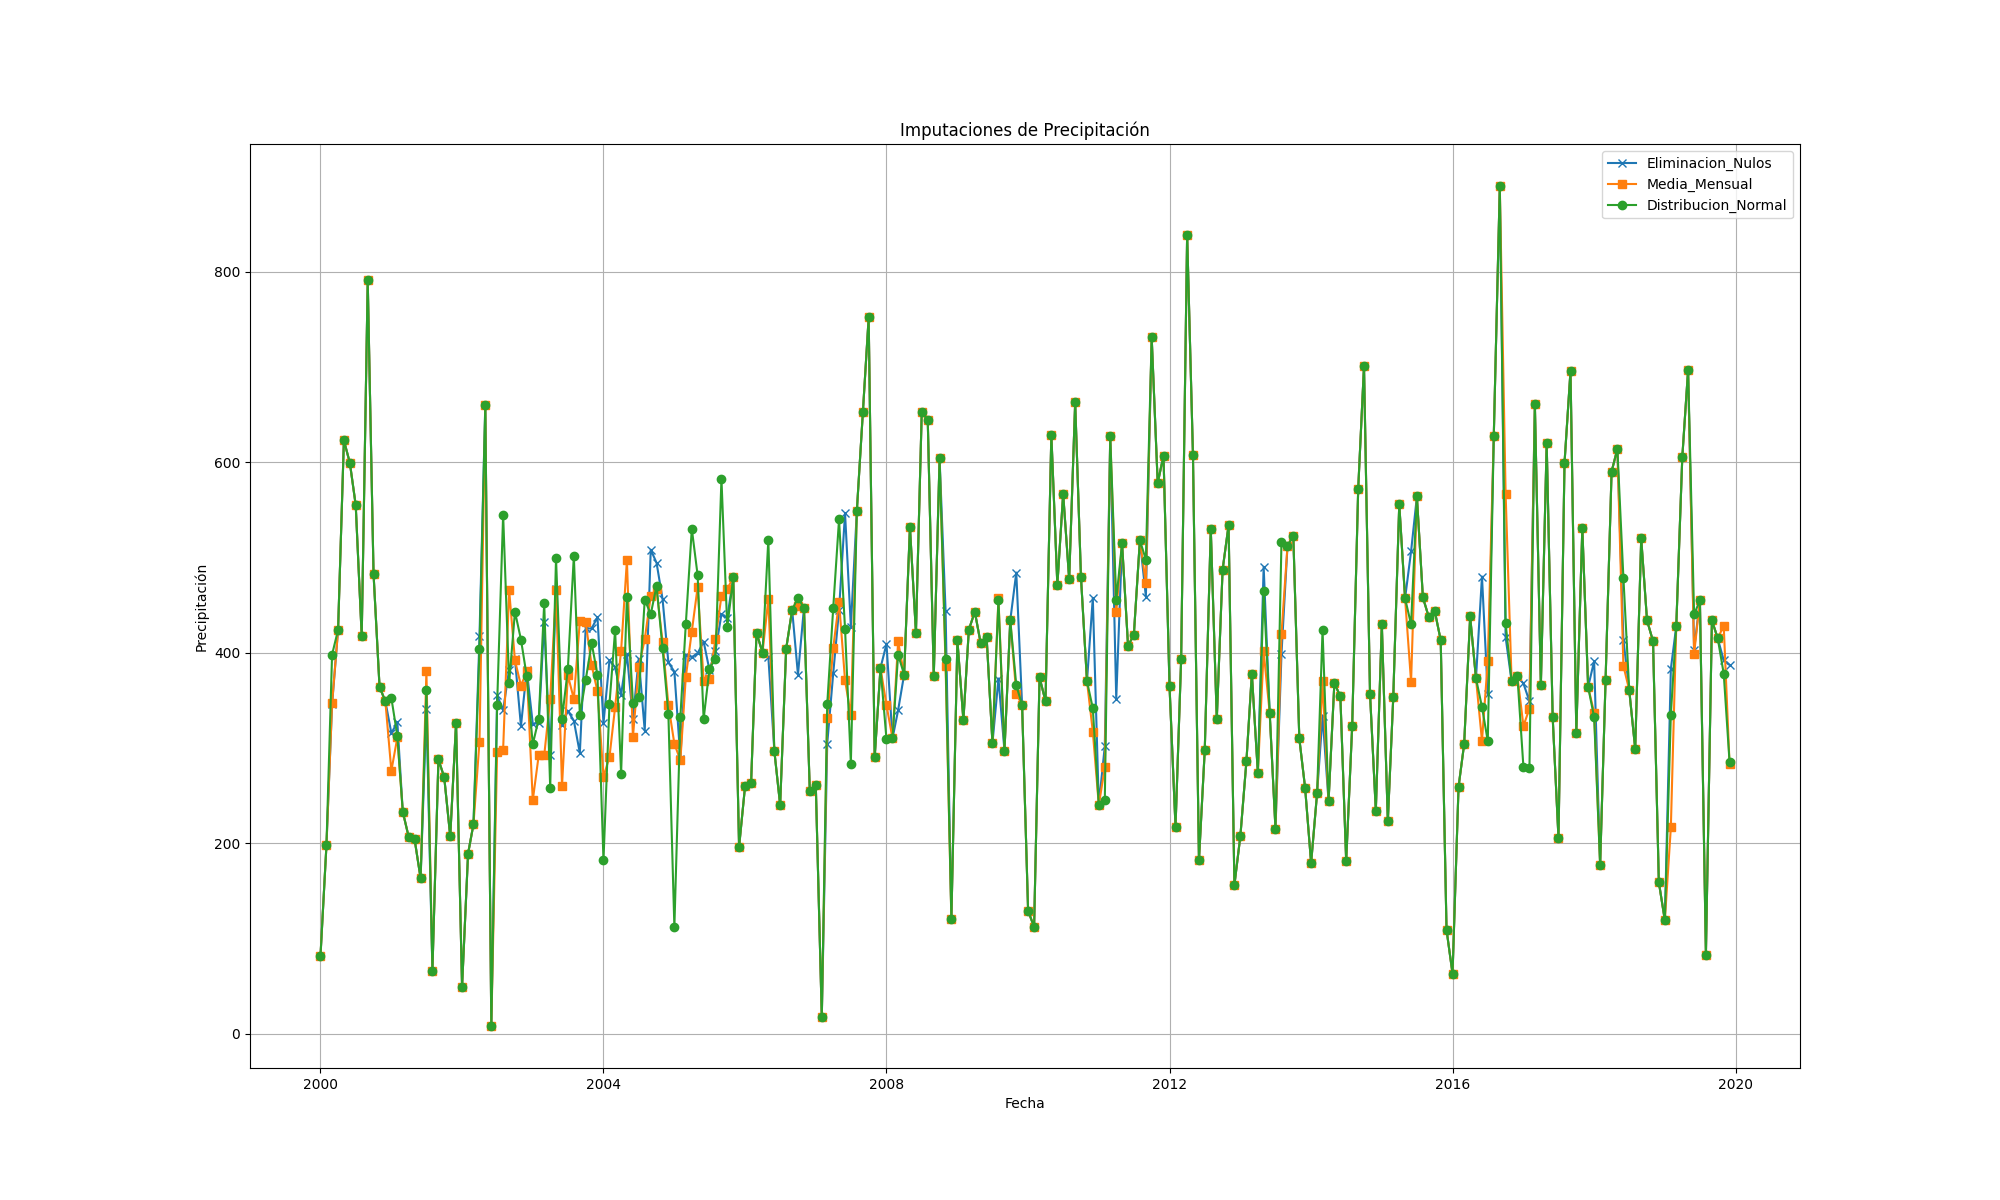 Imputaciones de Precipitación
Eliminacion_Nulos
Media_Mensual
Distribucion_Normal
Precipitación
800
600
400
200
0
2000
2004
2008
2012
2016
2020
Fecha